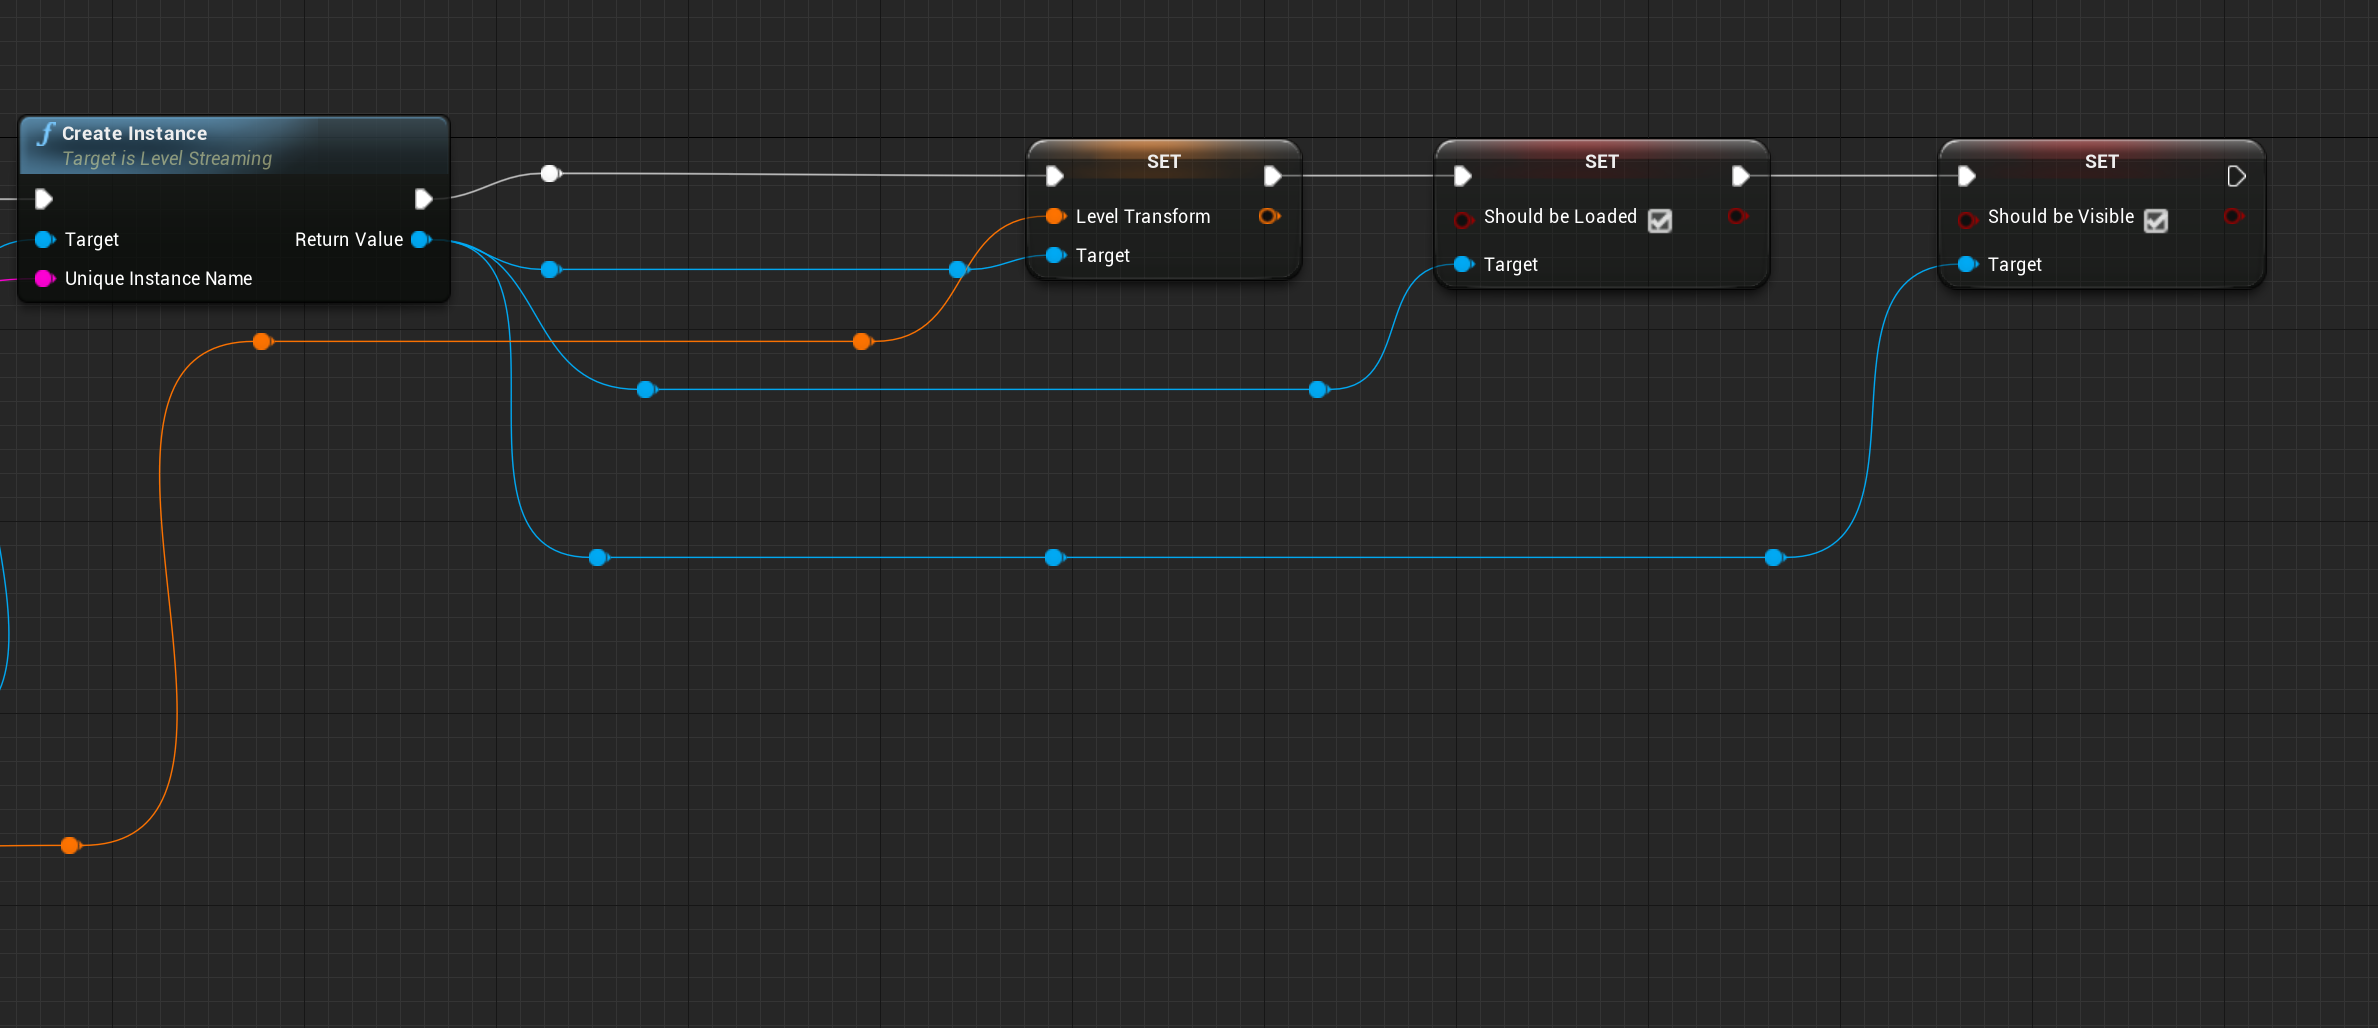 Create Instance
Target is Level Streaming
Target
Return Value
Unique Instance Name
SET
Level Transform
Target
SET
Should be Loaded
Target
SET
Should be Visible
Target